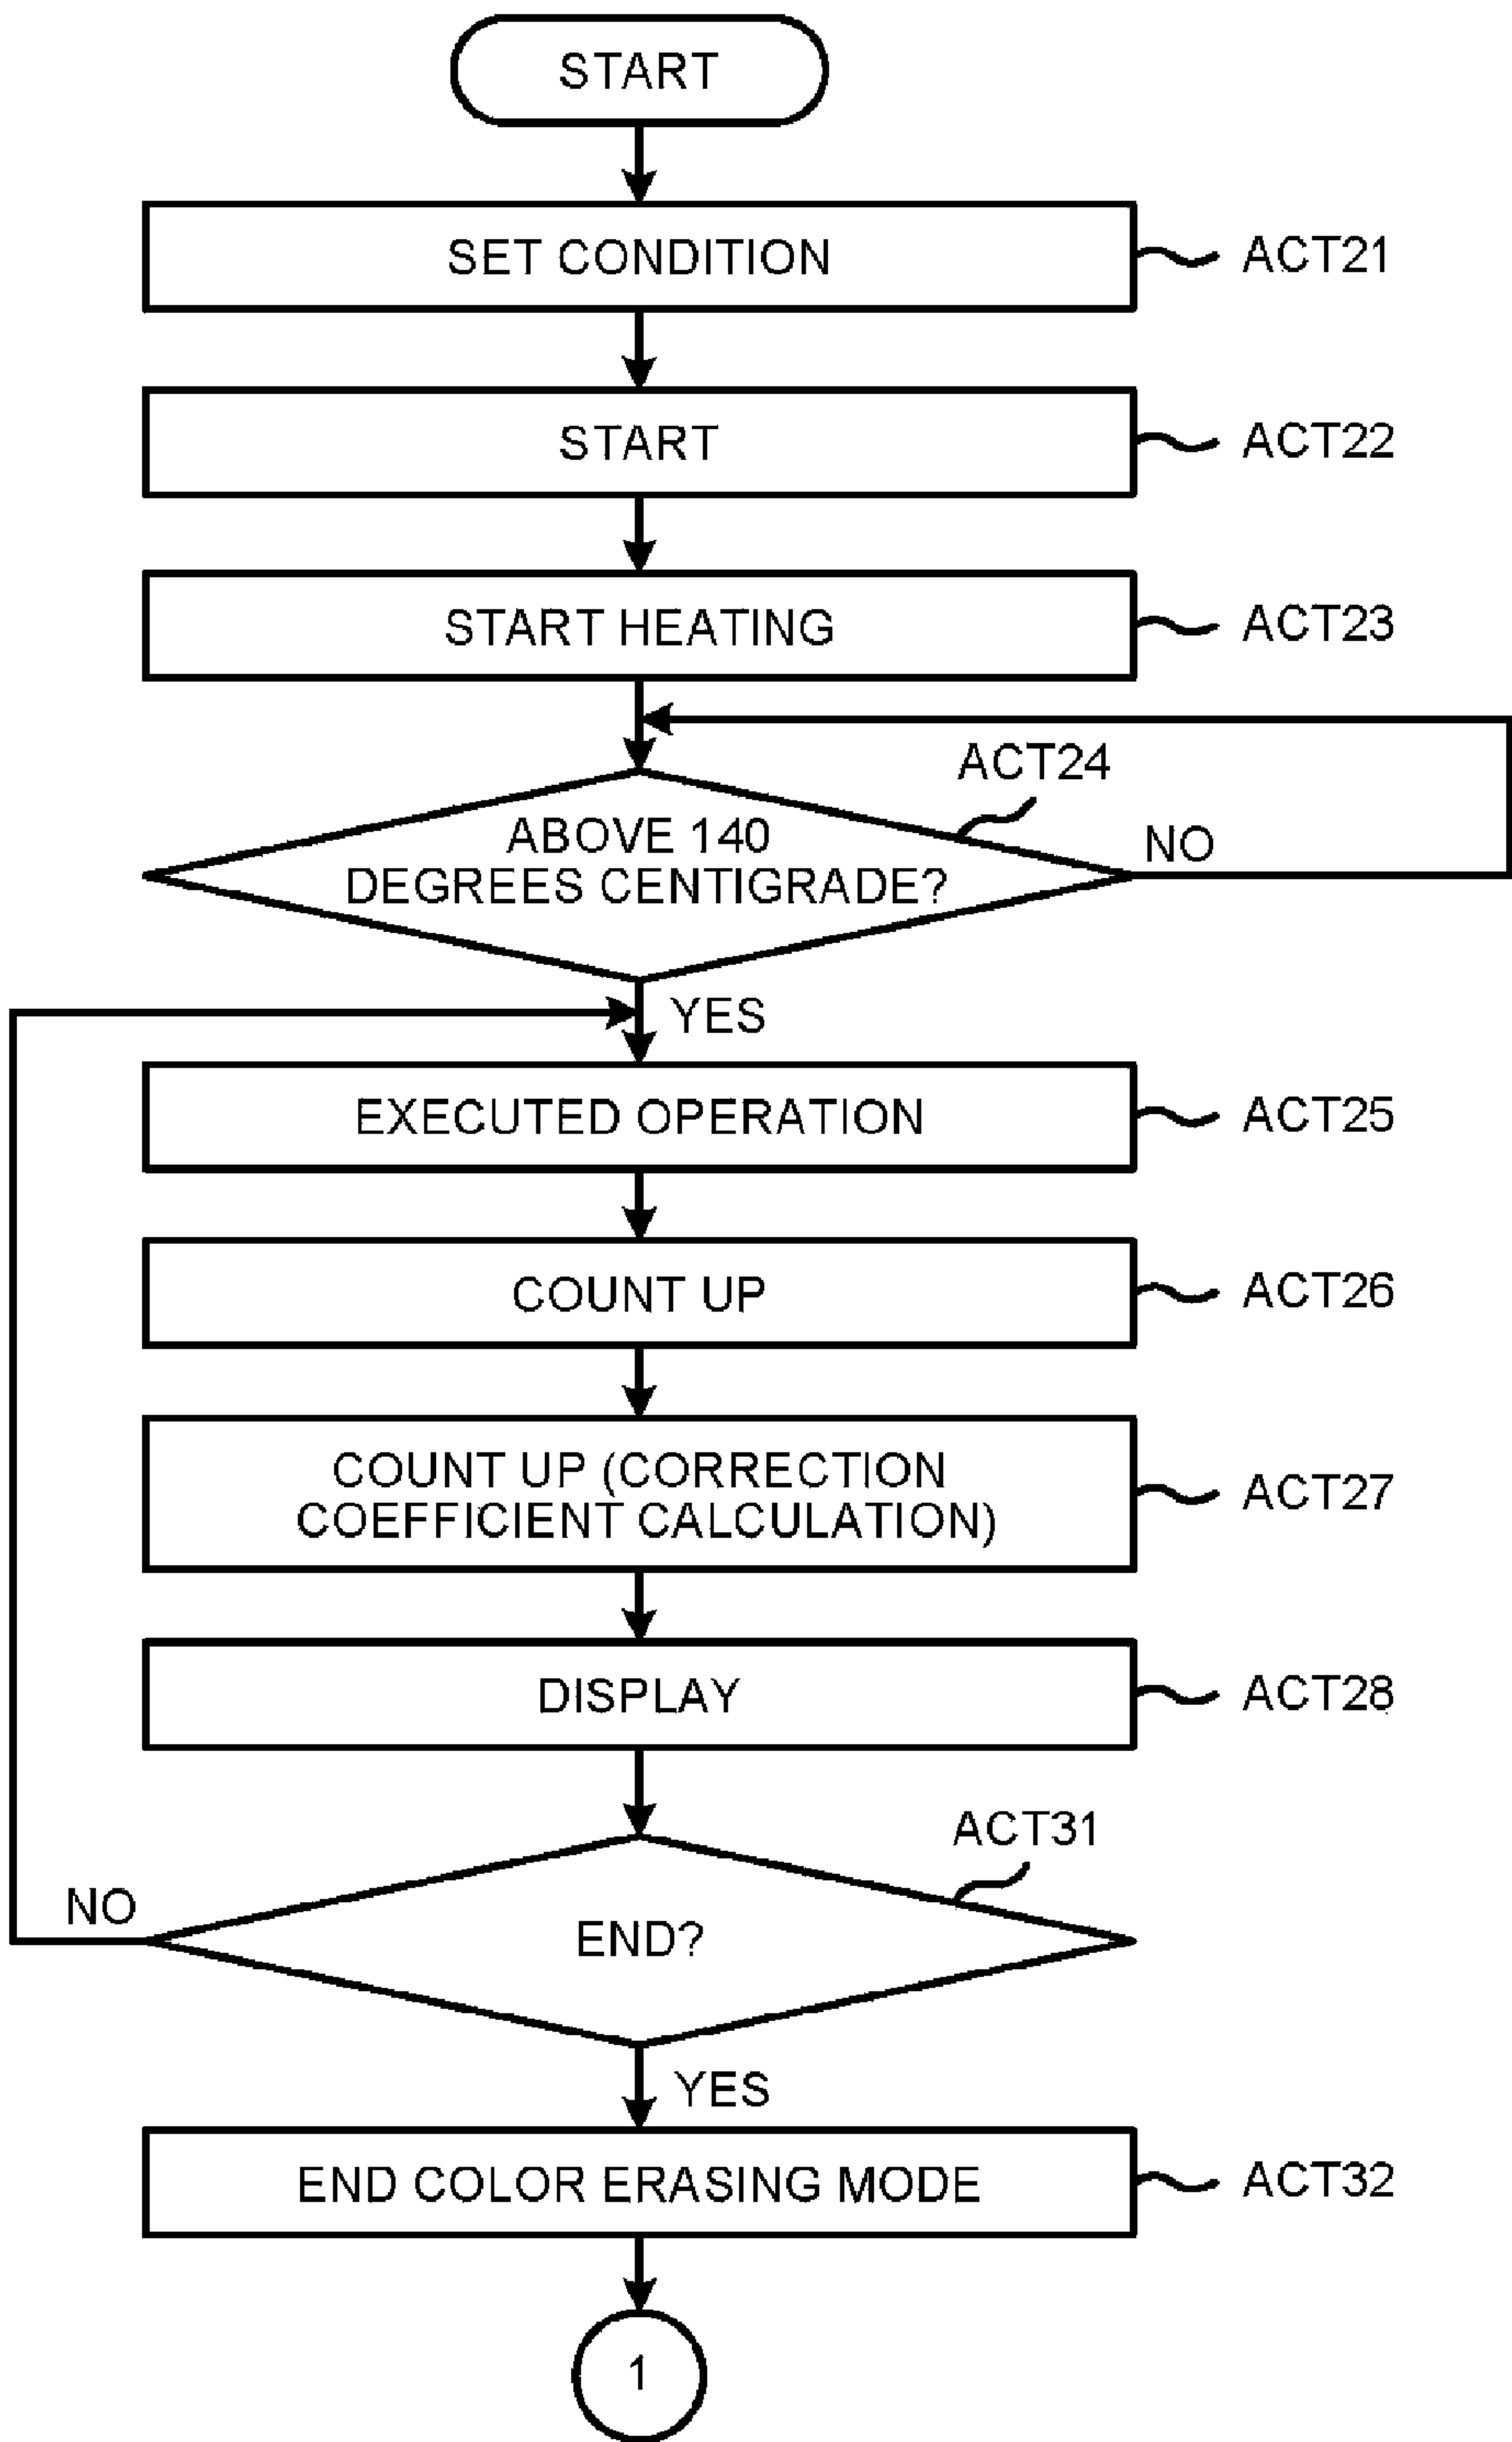 START
SET CONDITION
ACT21
START
ACT22
START HEATING
ACT23
ACT24
ABOVE 140
DEGREES CENTIGRADE?
NO
YES
EXECUTED OPERATION
ACT25
COUNT UP
ACT26
COUNT UP (CORRECTION
COEFFICIENT CALCULATION)
ACT27
DISPLAY
ACT28
ACT31
NO
END?
YES
END COLOR ERASING MODE
ACT32
1